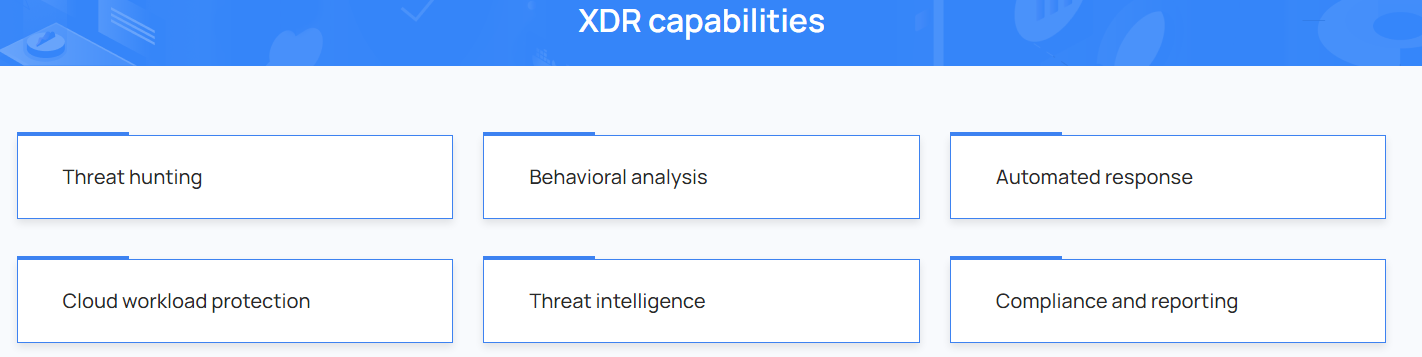 XDR capabilities
Threat hunting
Behavioral analysis
Automated response
Cloud workload protection
Threat intelligence
Compliance and reporting